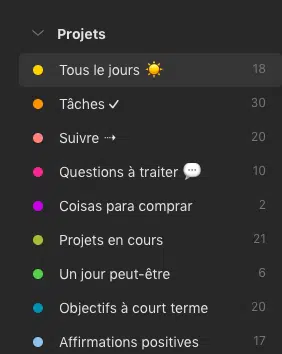 Projets
Tous le jours ☀️ 18
Tâches ✓ 30
Suivre ⇢ 20
Questions à traiter 💬 10
Coisas para comprar 2
Projets en cours 21
Un jour peut-être 6
Objectifs à court terme 20
Affirmations positives 17